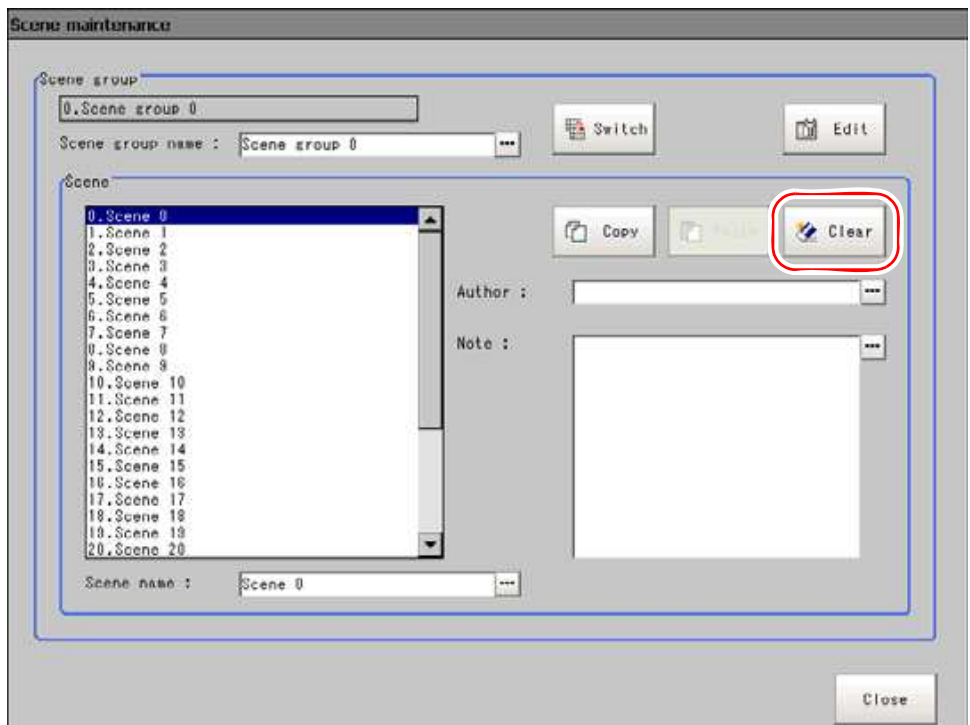 Scene maintenance
Scene group
0.Scene group 0
Switch
Edit
Scene group name :
Scene group 0
Scene
0.Scene 0
1.Scene 1
2.Scene 2
3.Scene 3
4.Scene 4
5.Scene 5
6.Scene 6
7.Scene 7
8.Scene 8
9.Scene 9
10.Scene 10
11.Scene 11
12.Scene 12
13.Scene 13
14.Scene 14
15.Scene 15
16.Scene 16
17.Scene 17
18.Scene 18
19.Scene 19
20.Scene 20
Copy
Clear
Author :
Note :
Scene name :
Scene 0
Close